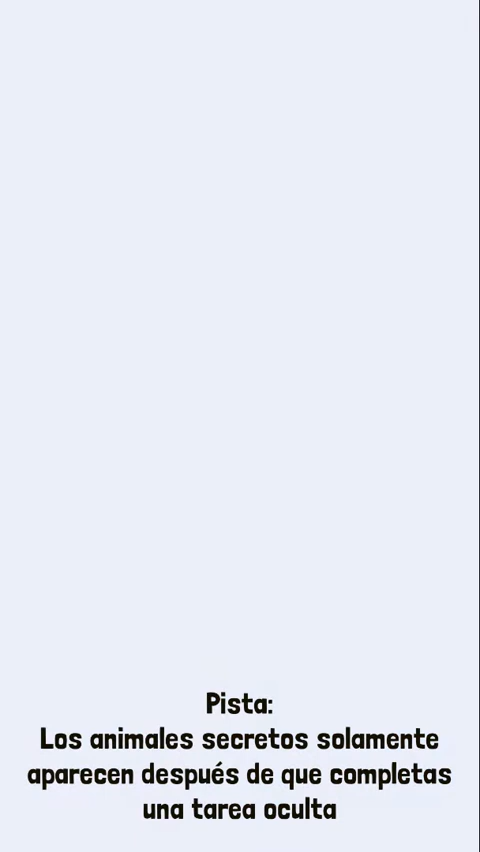 Pista:
Los animales secretos solamente
aparecen después de que completas
una tarea oculta